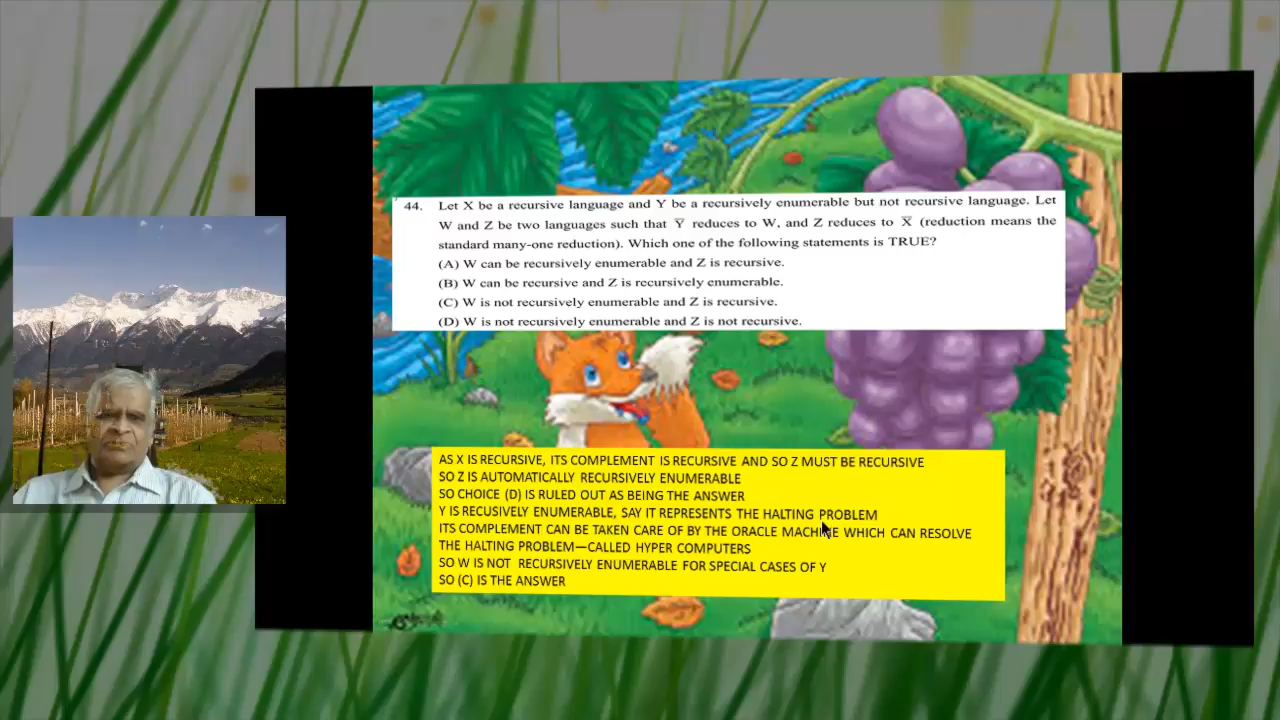 44. Let X be a recursive language and Y be a recursively enumerable but not recursive language. Let
W and Z be two languages such that Y̅ reduces to W, and Z reduces to X̅ (reduction means the
standard many-one reduction). Which one of the following statements is TRUE?
(A) W can be recursively enumerable and Z is recursive.
(B) W can be recursive and Z is recursively enumerable.
(C) W is not recursively enumerable and Z is recursive.
(D) W is not recursively enumerable and Z is not recursive.
AS X IS RECURSIVE, ITS COMPLEMENT IS RECURSIVE AND SO Z MUST BE RECURSIVE
SO Z IS AUTOMATICALLY RECURSIVELY ENUMERABLE
SO CHOICE (D) IS RULED OUT AS BEING THE ANSWER
Y IS RECUSIVELY ENUMERABLE, SAY IT REPRESENTS THE HALTING PROBLEM
ITS COMPLEMENT CAN BE TAKEN CARE OF BY THE ORACLE MACHINE WHICH CAN RESOLVE
THE HALTING PROBLEM—CALLED HYPER COMPUTERS
SO W IS NOT RECURSIVELY ENUMERABLE FOR SPECIAL CASES OF Y
SO (C) IS THE ANSWER